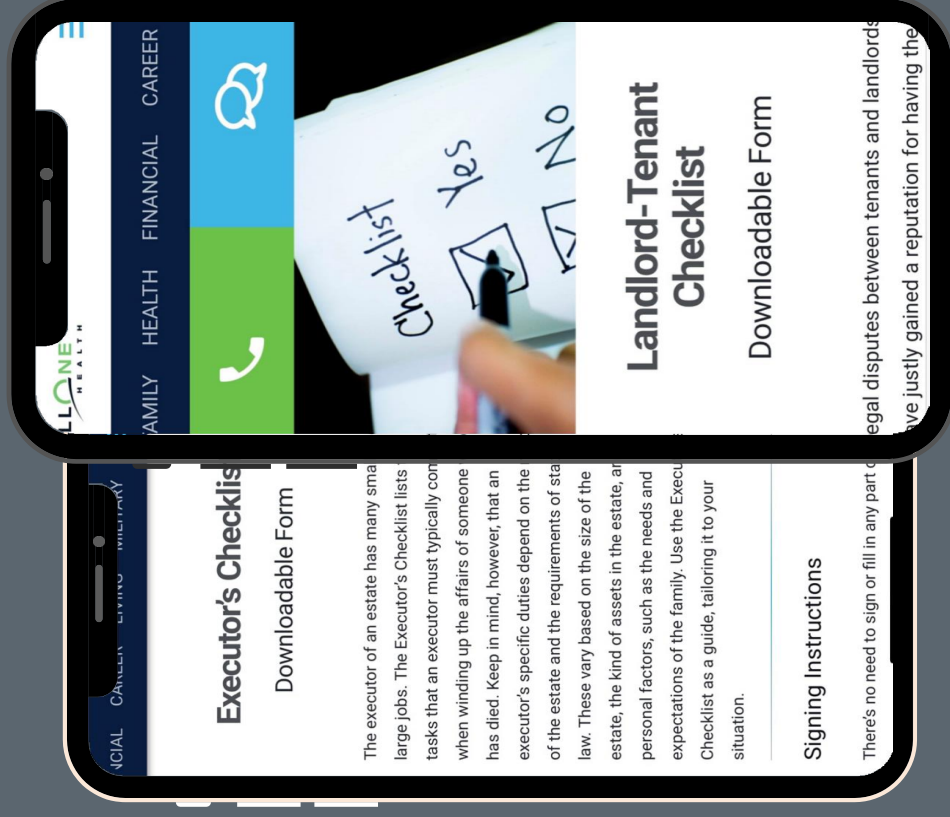 NE
HEALTH
FAMILY HEALTH FINANCIAL CAREER
Checklist
Yes
No
Landlord-Tenant
Checklist
Downloadable Form
egal disputes between tenants and landlords
ve justly gained a reputation for having the
NCIAL CAREER LIVING MILITARY
Executor's Checklis
Downloadable Form
The executor of an estate has many sma
large jobs. The Executor's Checklist lists
tasks that an executor must typically com
when winding up the affairs of someone
has died. Keep in mind, however, that an
executor's specific duties depend on the
of the estate and the requirements of sta
law. These vary based on the size of the
estate, the kind of assets in the estate, an
personal factors, such as the needs and
expectations of the family. Use the Execu
Checklist as a guide, tailoring it to your
situation.
Signing Instructions
There's no need to sign or fill in any part o